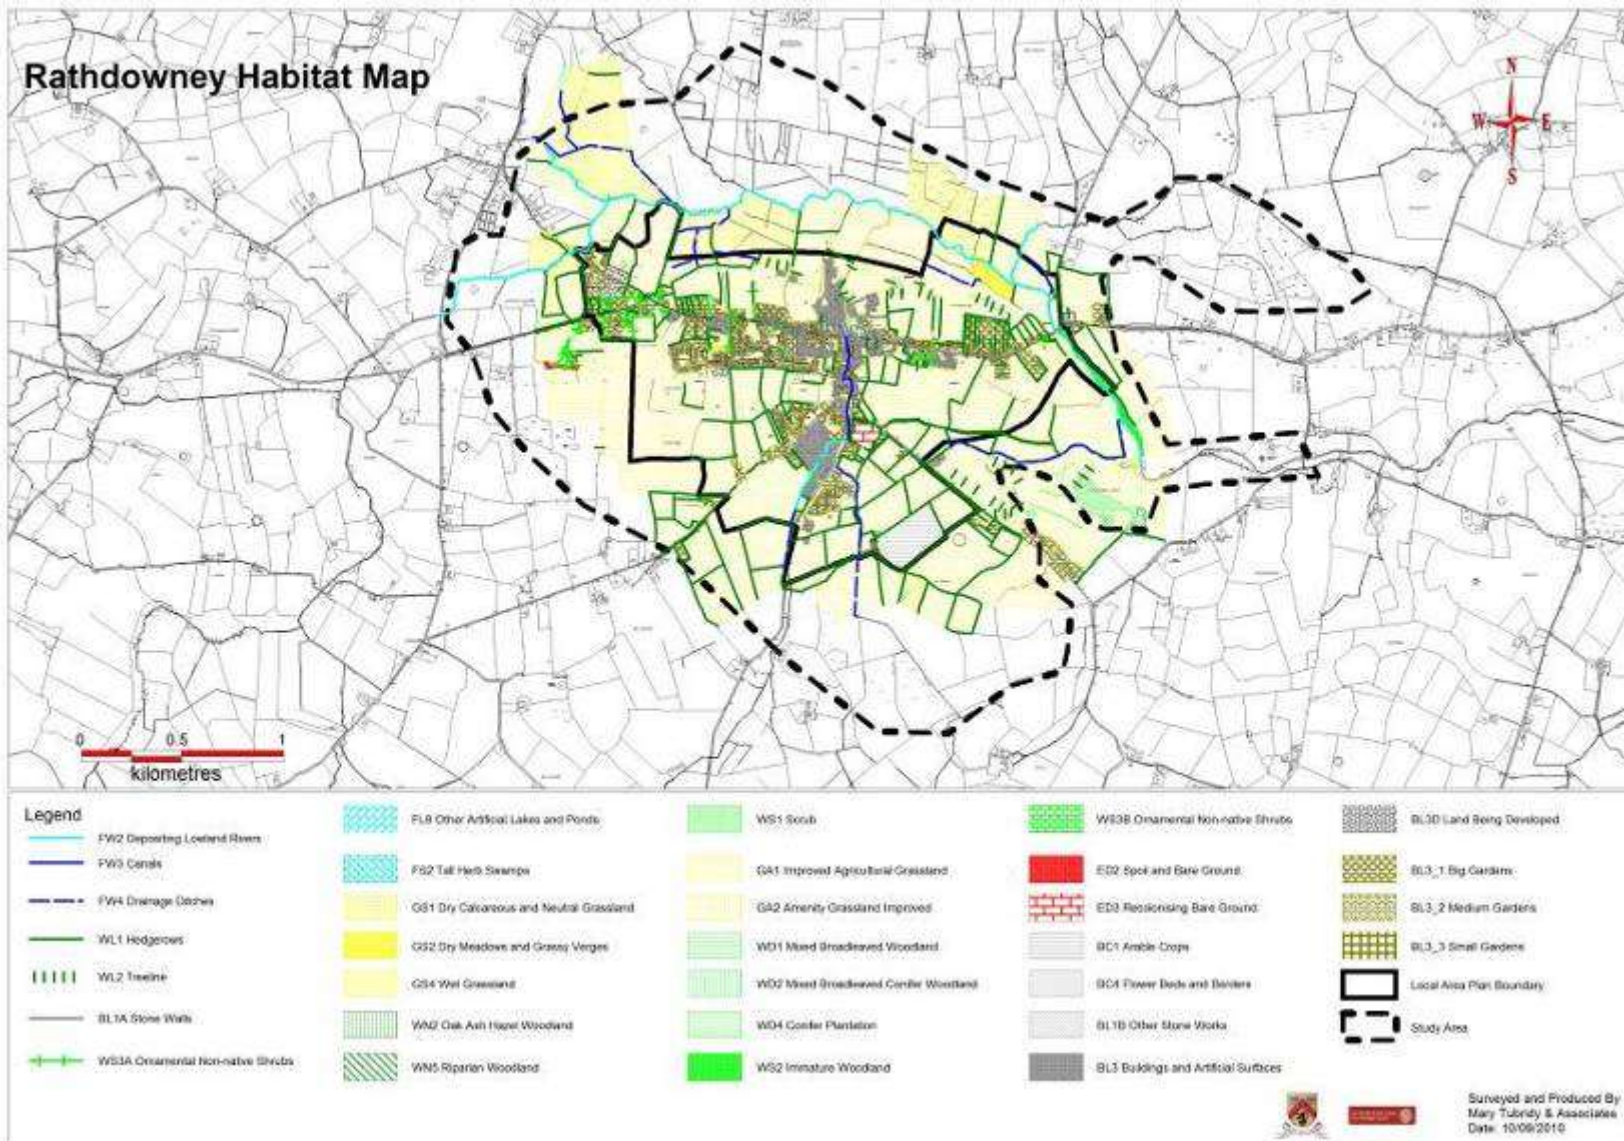 Rathdowney Habitat Map
N
W E
S
0 0.5 1
kilometres
Legend
FW2 Depositing Lowland Rivers
FW3 Canals
FW4 Drainage Ditches
WL1 Hedgerows
WL2 Treeline
BL1A Stone Walls
WS3A Ornamental Non-native Shrubs
FL8 Other Artificial Lakes and Ponds
FS2 Tall Herb Swamps
GS1 Dry Calcareous and Neutral Grassland
GS2 Dry Meadows and Grassy Verges
GS4 Wet Grassland
WN2 Oak Ash Hazel Woodland
WN5 Riparian Woodland
WS1 Scrub
GA1 Improved Agricultural Grassland
GA2 Amenity Grassland Improved
WD1 Mixed Broadleaved Woodland
WD2 Mixed Broadleaved Conifer Woodland
WD4 Conifer Plantation
WS2 Immature Woodland
WS3B Ornamental Non-native Shrubs
ED2 Spoil and Bare Ground
ED3 Recolonising Bare Ground
BC1 Arable Crops
BC4 Flower Beds and Borders
BL1B Other Stone Works
BL3 Buildings and Artificial Surfaces
BL3D Land Being Developed
BL3_1 Big Gardens
BL3_2 Medium Gardens
BL3_3 Small Gardens
Local Area Plan Boundary
Study Area
Surveyed and Produced By
Mary Tubridy & Associates
Date: 10/09/2010